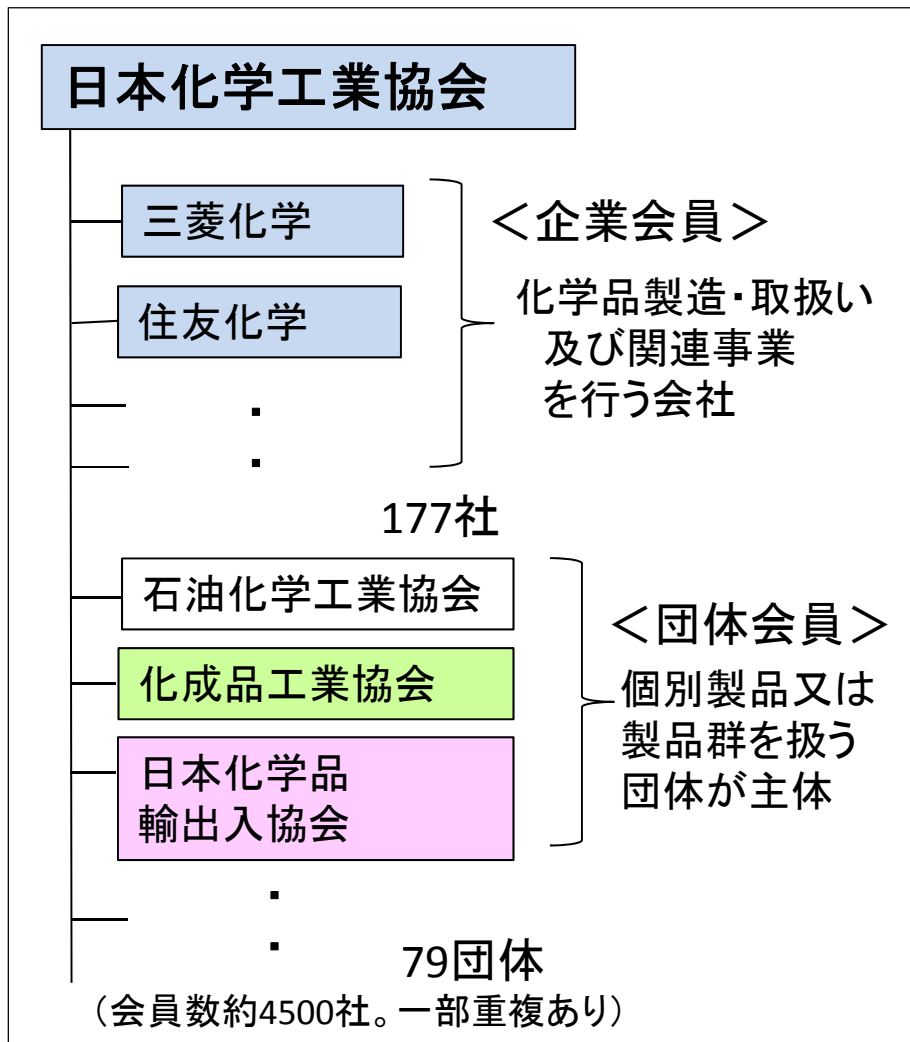 日本化学工業協会
三菱化学
住友化学
・
・
＜企業会員＞
化学品製造・取扱い
及び関連事業
を行う会社
177社
石油化学工業協会
化成品工業協会
日本化学品
輸出入協会
・
・
＜団体会員＞
個別製品又は
製品群を扱う
団体が主体
79団体
（会員数約4500社。一部重複あり）